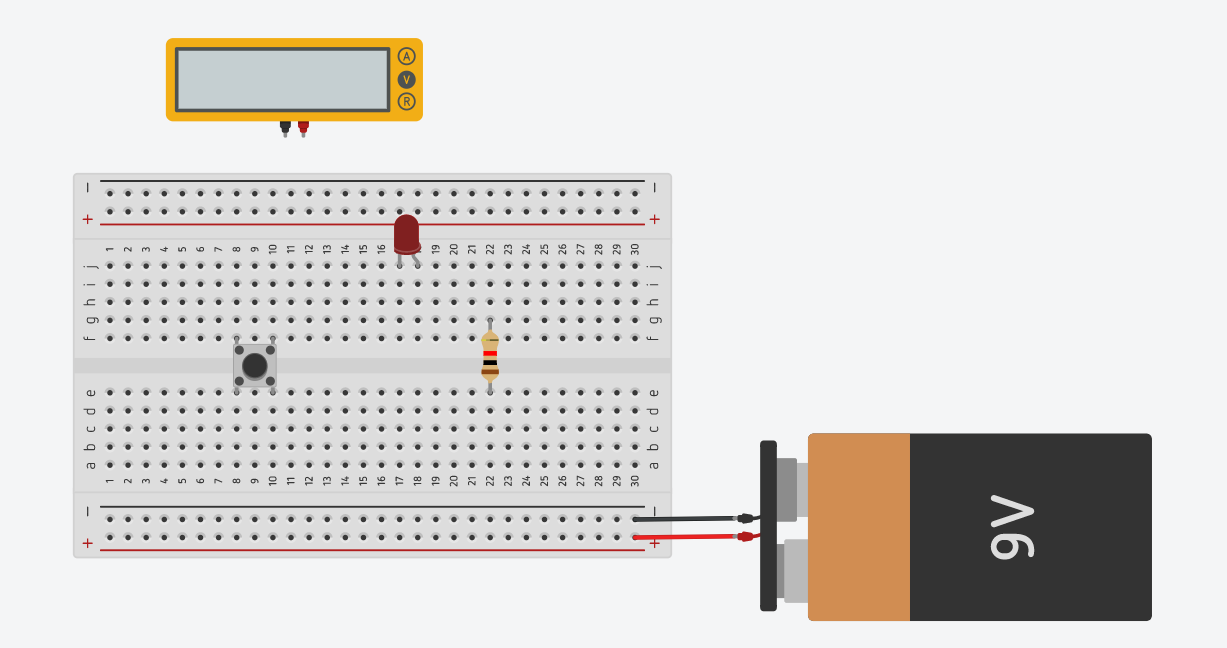 A
V
R
− −
+ +
1 2 3 4 5 6 7 8 9 10 11 12 13 14 15 16 17 19 20 21 22 23 24 25 26 27 28 29 30
j j
i i
h h
g g
f f
e e
d d
c c
b b
a a
1 2 3 4 5 6 7 8 9 10 11 12 13 14 15 16 17 18 19 20 21 22 23 24 25 26 27 28 29 30
− −
+ +
9V